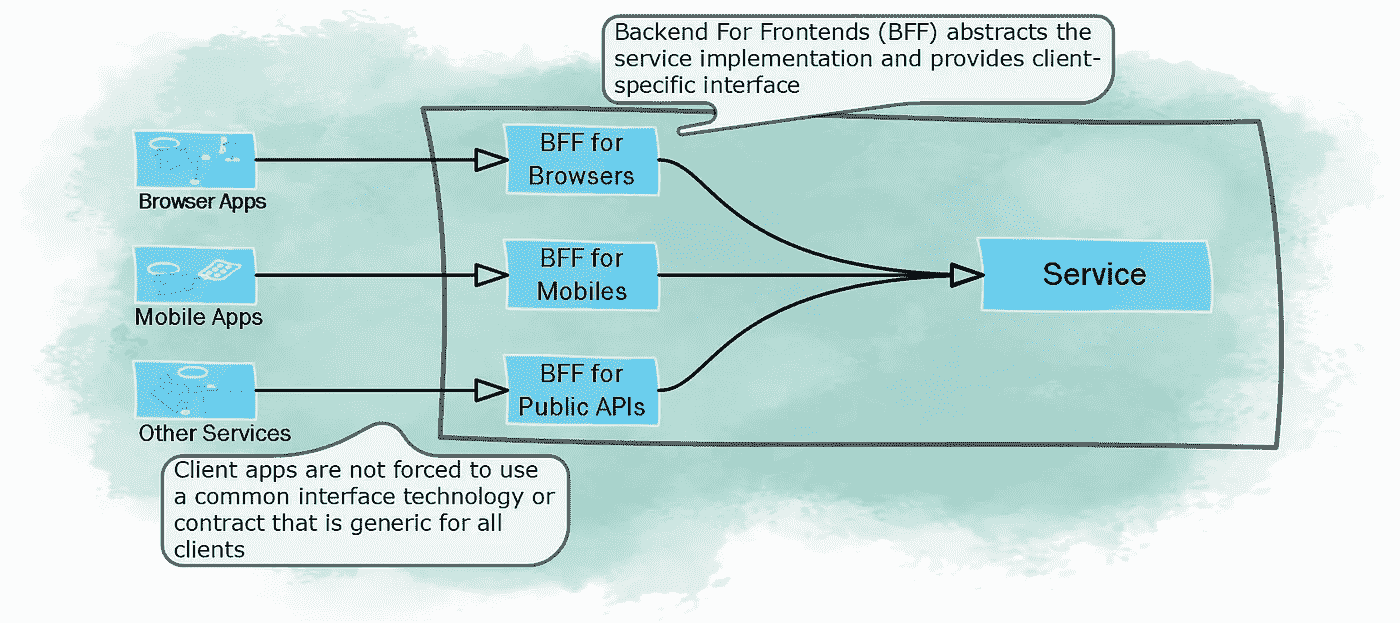 Backend For Frontends (BFF) abstracts the
service implementation and provides client-
specific interface
BFF for
Browsers
Browser Apps
BFF for
Mobiles
Service
Mobile Apps
BFF for
Public APIs
Other Services
Client apps are not forced to use
a common interface technology or
contract that is generic for all
clients